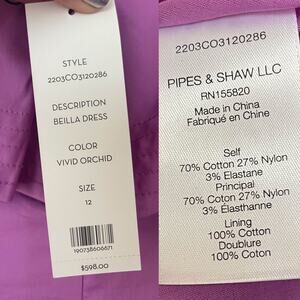 STYLE
2203CO3120286
DESCRIPTION
BEILLA DRESS
COLOR
VIVID ORCHID
SIZE
12
190738606671
$598.00
2203CO3120286
PIPES & SHAW LLC
RN155820
Made in China
Fabriqué en Chine
Self
70% Cotton 27% Nylon
3% Elastane
Principal
70% Coton 27% Nylon
3% Élasthanne
Lining
100% Cotton
Doublure
100% Coton